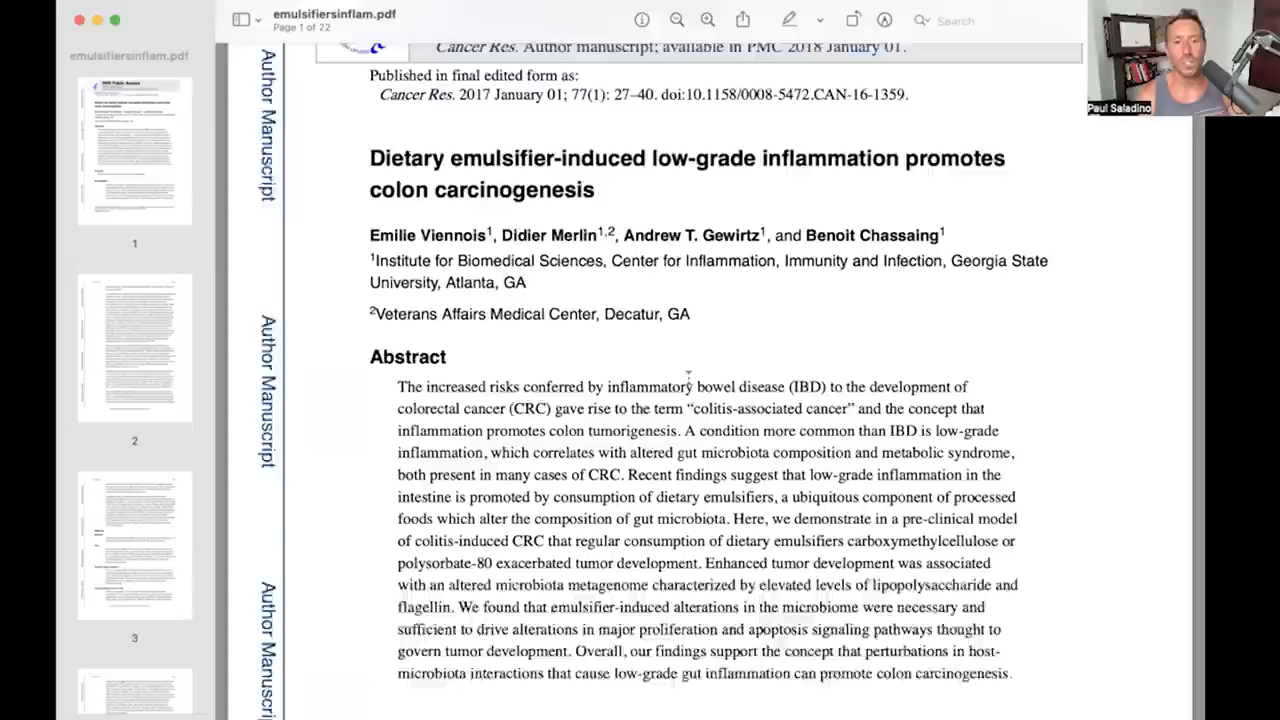 emulsifiersinflam.pdf
Page 1 of 22
Search
Paul Saladino
emulsifiersinflam.pdf
1
2
3
Author Manuscript
Author Manuscript
Author Manuscript
Cancer Res. Author manuscript; available in PMC 2018 January 01.
Published in final edited form as:
Cancer Res. 2017 January 1; 77(1): 27–40. doi:10.1158/0008-5472.CAN-16-1359.
Dietary emulsifier-induced low-grade inflammation promotes
colon carcinogenesis
Emilie Viennois1, Didier Merlin1,2, Andrew T. Gewirtz1, and Benoit Chassaing1
1Institute for Biomedical Sciences, Center for Inflammation, Immunity and Infection, Georgia State
University, Atlanta, GA
2Veterans Affairs Medical Center, Decatur, GA
Abstract
The increased risks conferred by inflammatory bowel disease (IBD) to the development of
colorectal cancer (CRC) gave rise to the term “colitis-associated cancer” and the concept that
inflammation promotes colon tumorigenesis. A condition more common than IBD is low-grade
inflammation, which correlates with altered gut microbiota composition and metabolic syndrome,
both present in many cases of CRC. Recent findings suggest that low-grade inflammation in the
intestine is promoted by consumption of dietary emulsifiers, a ubiquitous component of processed
foods which alter the composition of gut microbiota. Here, we demonstrate in a pre-clinical model
of colitis-induced CRC that regular consumption of dietary emulsifiers carboxymethylcellulose or
polysorbate-80 exacerbated tumor development. Enhanced tumor development was associated
with an altered microbiota metagenome characterized by elevated levels of lipopolysaccharide and
flagellin. We found that emulsifier-induced alterations in the microbiome were necessary and
sufficient to drive alterations in major proliferation and apoptosis signaling pathways thought to
govern tumor development. Overall, our findings support the concept that perturbations in host-
microbiota interactions that cause low-grade gut inflammation can promote colon carcinogenesis.